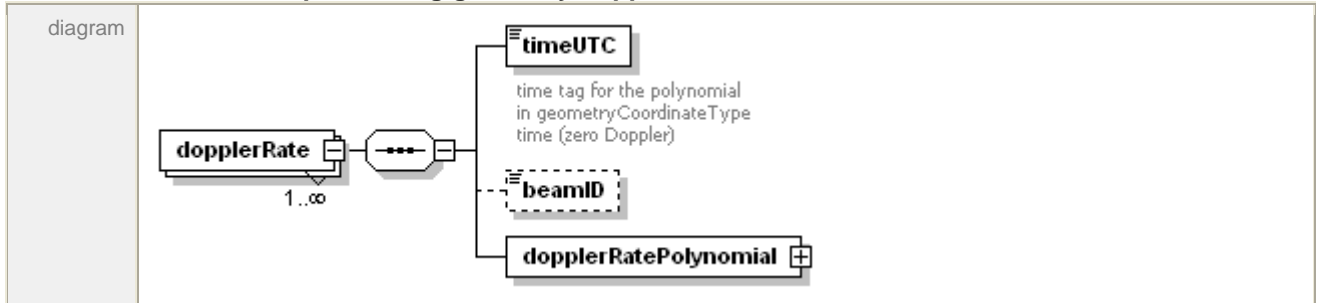 diagram
timeUTC
time tag for the polynomial
in geometryCoordinateType
time (zero Doppler)
dopplerRate
1..∞
beamID
dopplerRatePolynomial